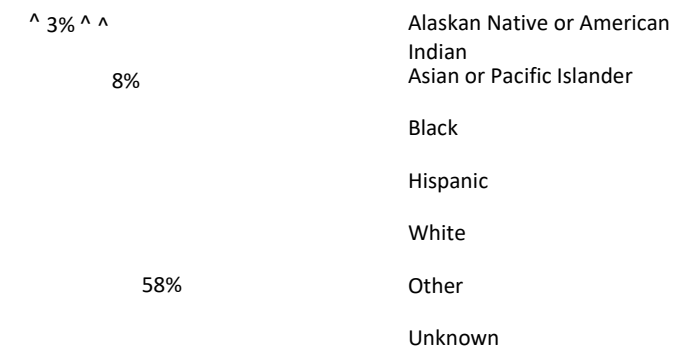 ^ 3% ^ ^
Alaskan Native or American
Indian
Asian or Pacific Islander
8%
Black
Hispanic
White
58%
Other
Unknown